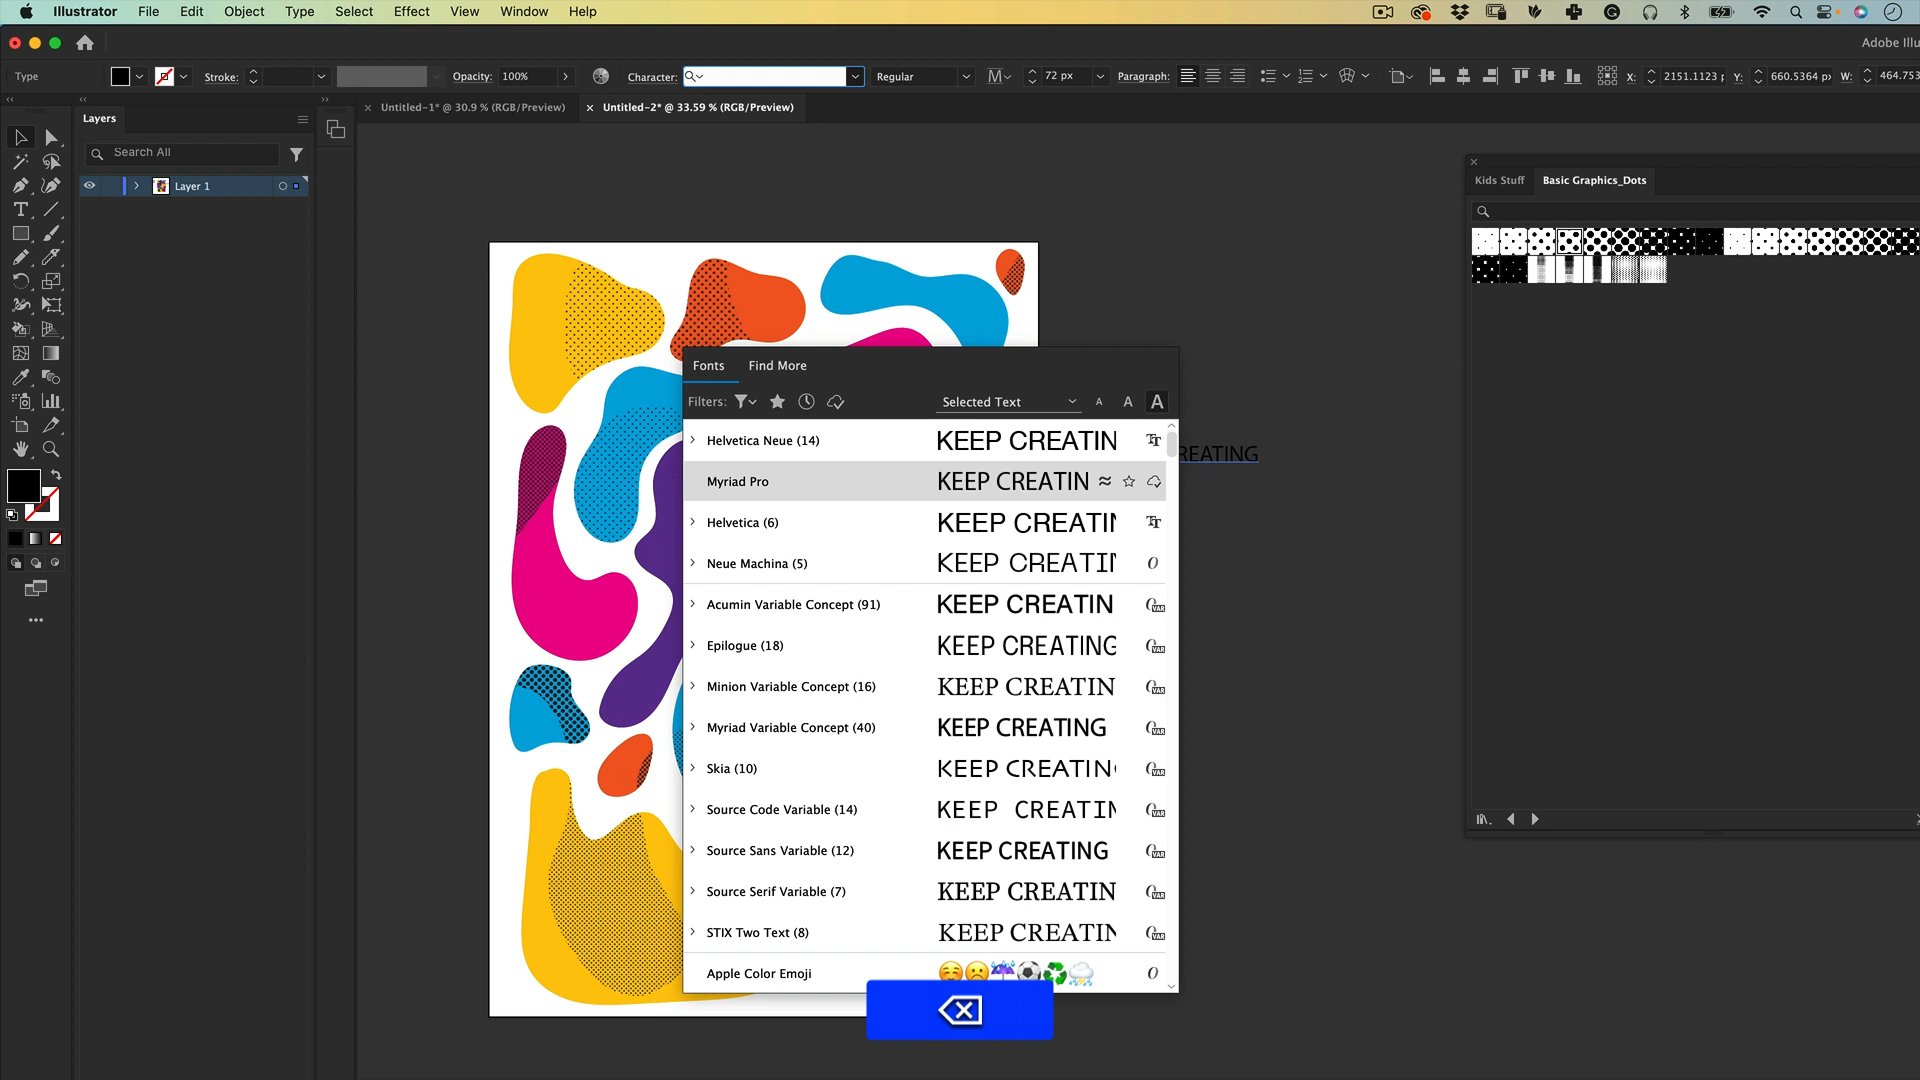 Illustrator File Edit Object Type Select Effect View Window Help
Adobe Illu
Type Stroke: Opacity: 100% Character: Regular 72 px Paragraph: X: 2151.1123 Y: 660.5364 px W: 464.753
Untitled-1* @ 30.9 % (RGB/Preview) Untitled-2* @ 33.59 % (RGB/Preview)
Layers
Search All
Layer 1
Kids Stuff Basic Graphics_Dots
Fonts Find More
Filters: Selected Text A A A
Helvetica Neue (14) KEEP CREATIN
REATING
Myriad Pro KEEP CREATIN
Helvetica (6) KEEP CREATIN
Neue Machina (5) KEEP CREATIN
Acumin Variable Concept (91) KEEP CREATIN
Epilogue (18) KEEP CREATING
Minion Variable Concept (16) KEEP CREATIN
Myriad Variable Concept (40) KEEP CREATING
Skia (10) KEEP CREATING
Source Code Variable (14) KEEP CREATIN
Source Sans Variable (12) KEEP CREATING
Source Serif Variable (7) KEEP CREATIN
STIX Two Text (8) KEEP CREATIN
Apple Color Emoji